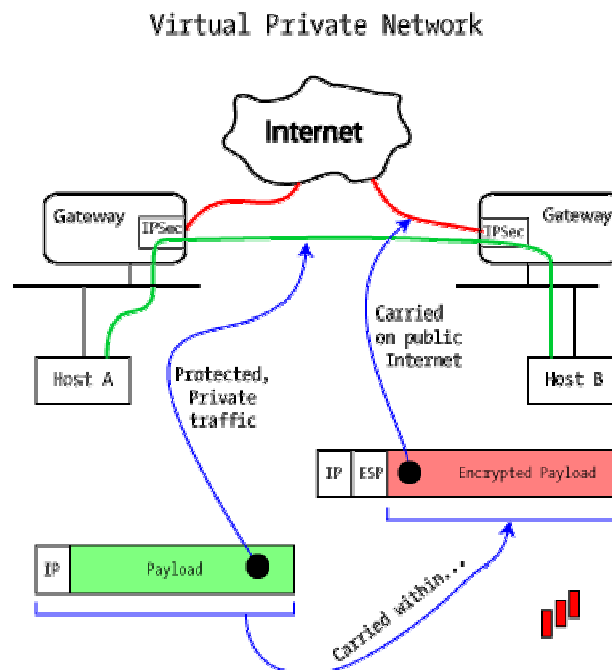 Virtual Private Network
Internet
Gateway
IPSec
Gateway
IPSec
Host A
Host B
Carried
on public
Internet
Protected,
Private
traffic
IP ESP Encrypted Payload
IP Payload
Carried within...